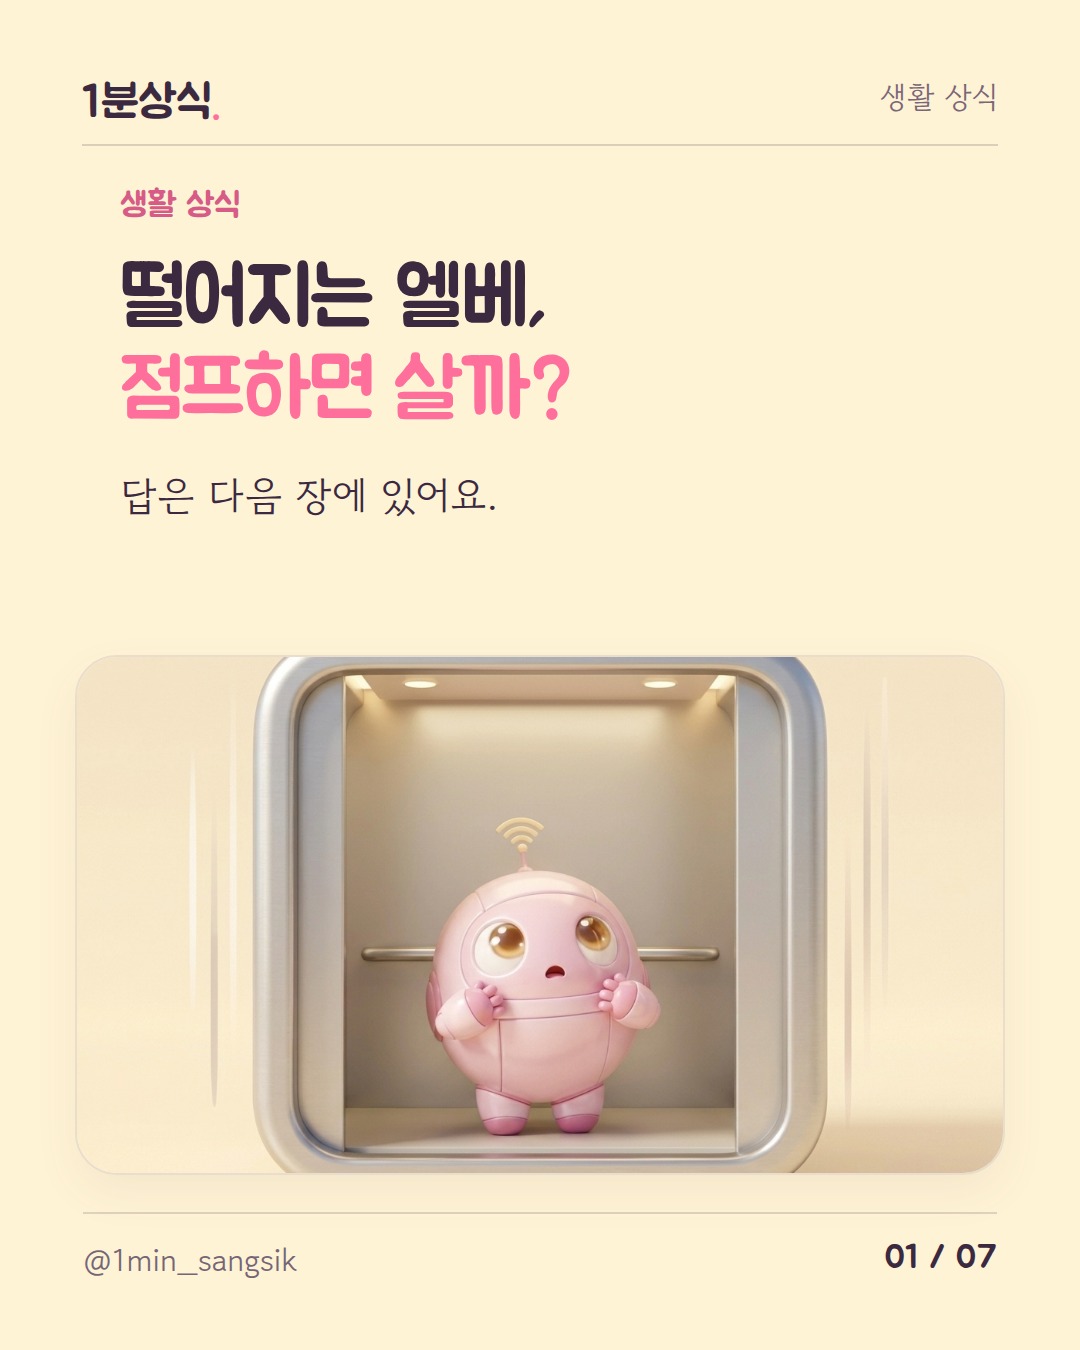 1분상식.
생활 상식
생활 상식
떨어지는 엘베,
점프하면 살까?
답은 다음 장에 있어요.
@1min_sangsik
01 / 07